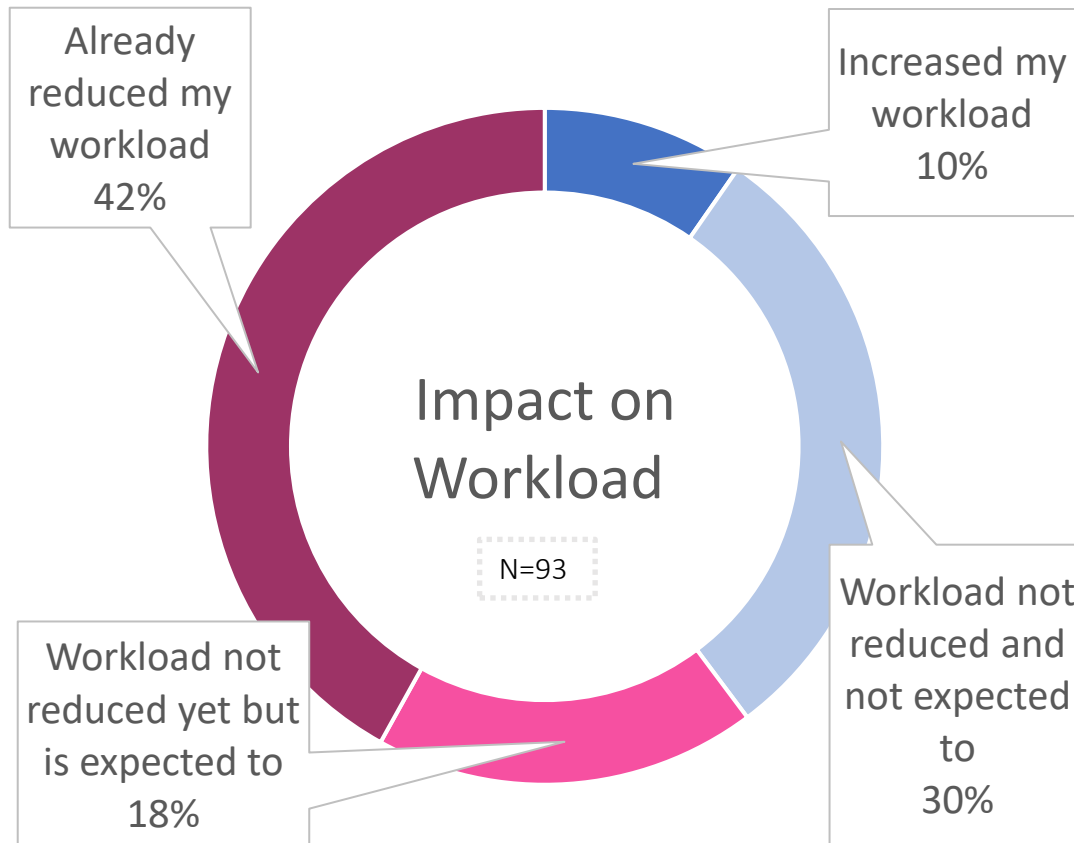 Already
reduced my
workload
42%
Increased my
workload
10%
Impact on
Workload
N=93
Workload not
reduced yet but
is expected to
18%
Workload not
reduced and
not expected
to
30%